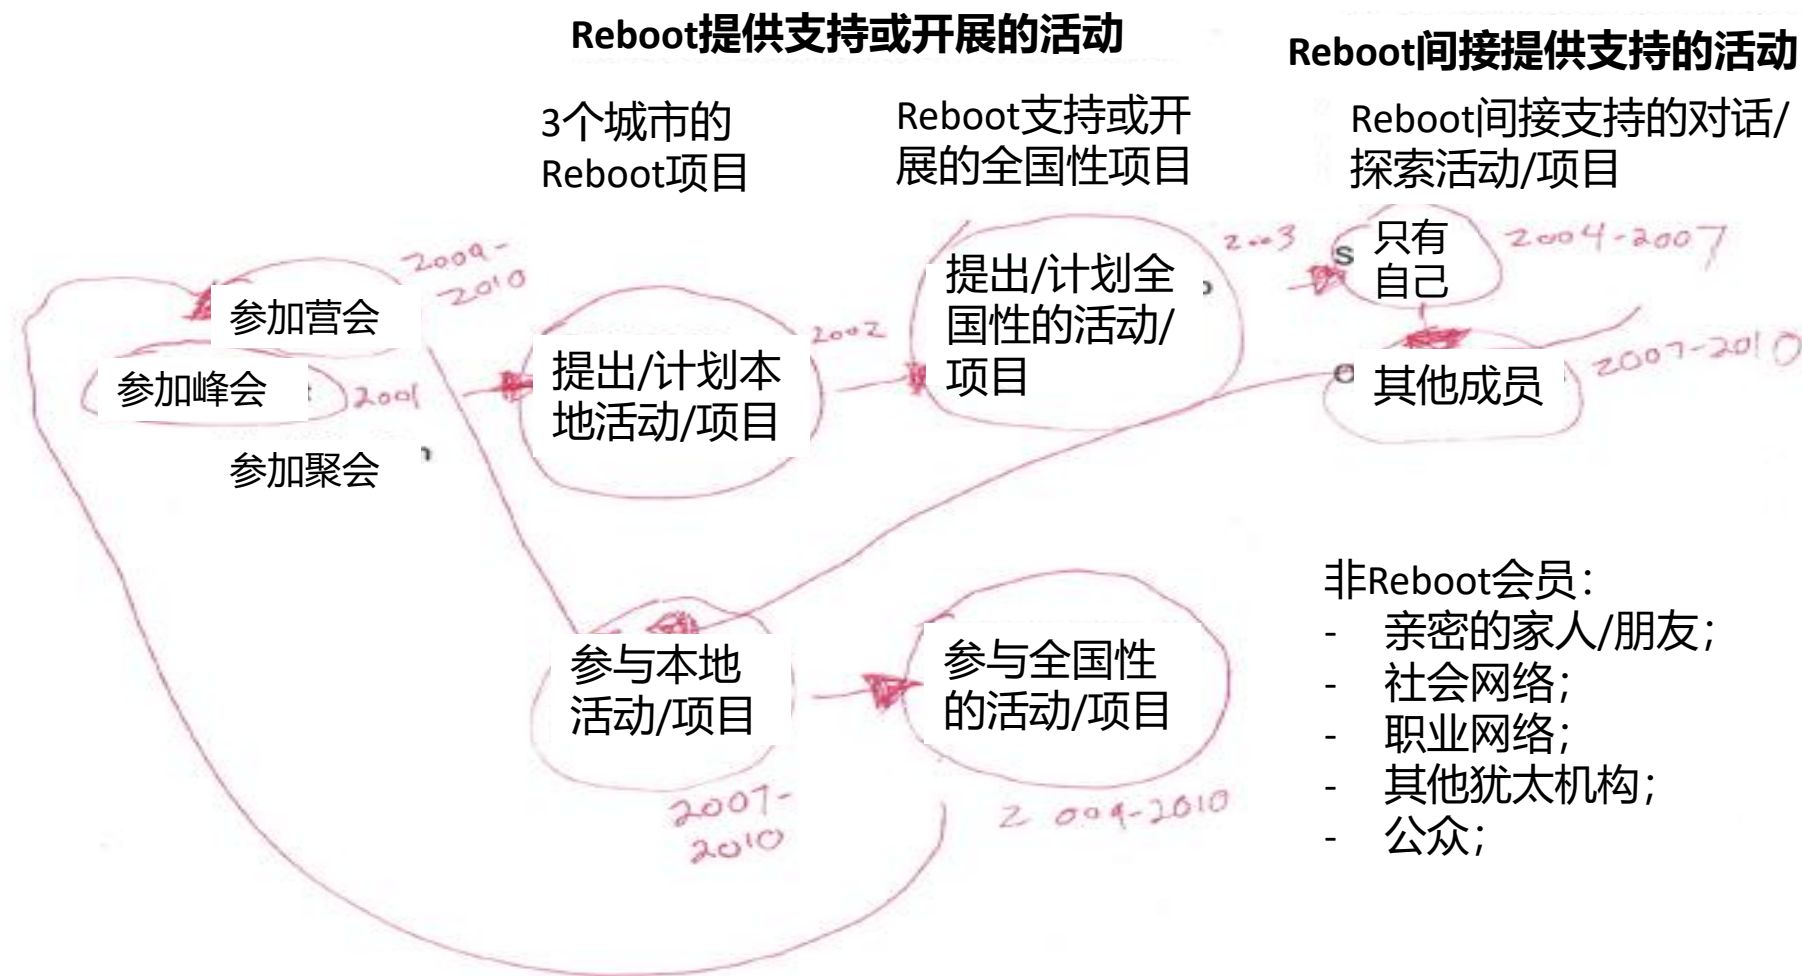 Reboot提供支持或开展的活动
Reboot间接提供支持的活动
3个城市的
Reboot项目
Reboot支持或开
展的全国性项目
Reboot间接支持的对话/
探索活动/项目
2009-
2010
参加营会
参加峰会
2001
参加聚会
提出/计划本
地活动/项目
2002
提出/计划全
国性的活动/
项目
2003
只有
自己
2004-2007
其他成员
2007-2010
参与本地
活动/项目
2007-
2010
参与全国性
的活动/项目
2009-2010
非Reboot会员：
- 亲密的家人/朋友；
- 社会网络；
- 职业网络；
- 其他犹太机构；
- 公众；